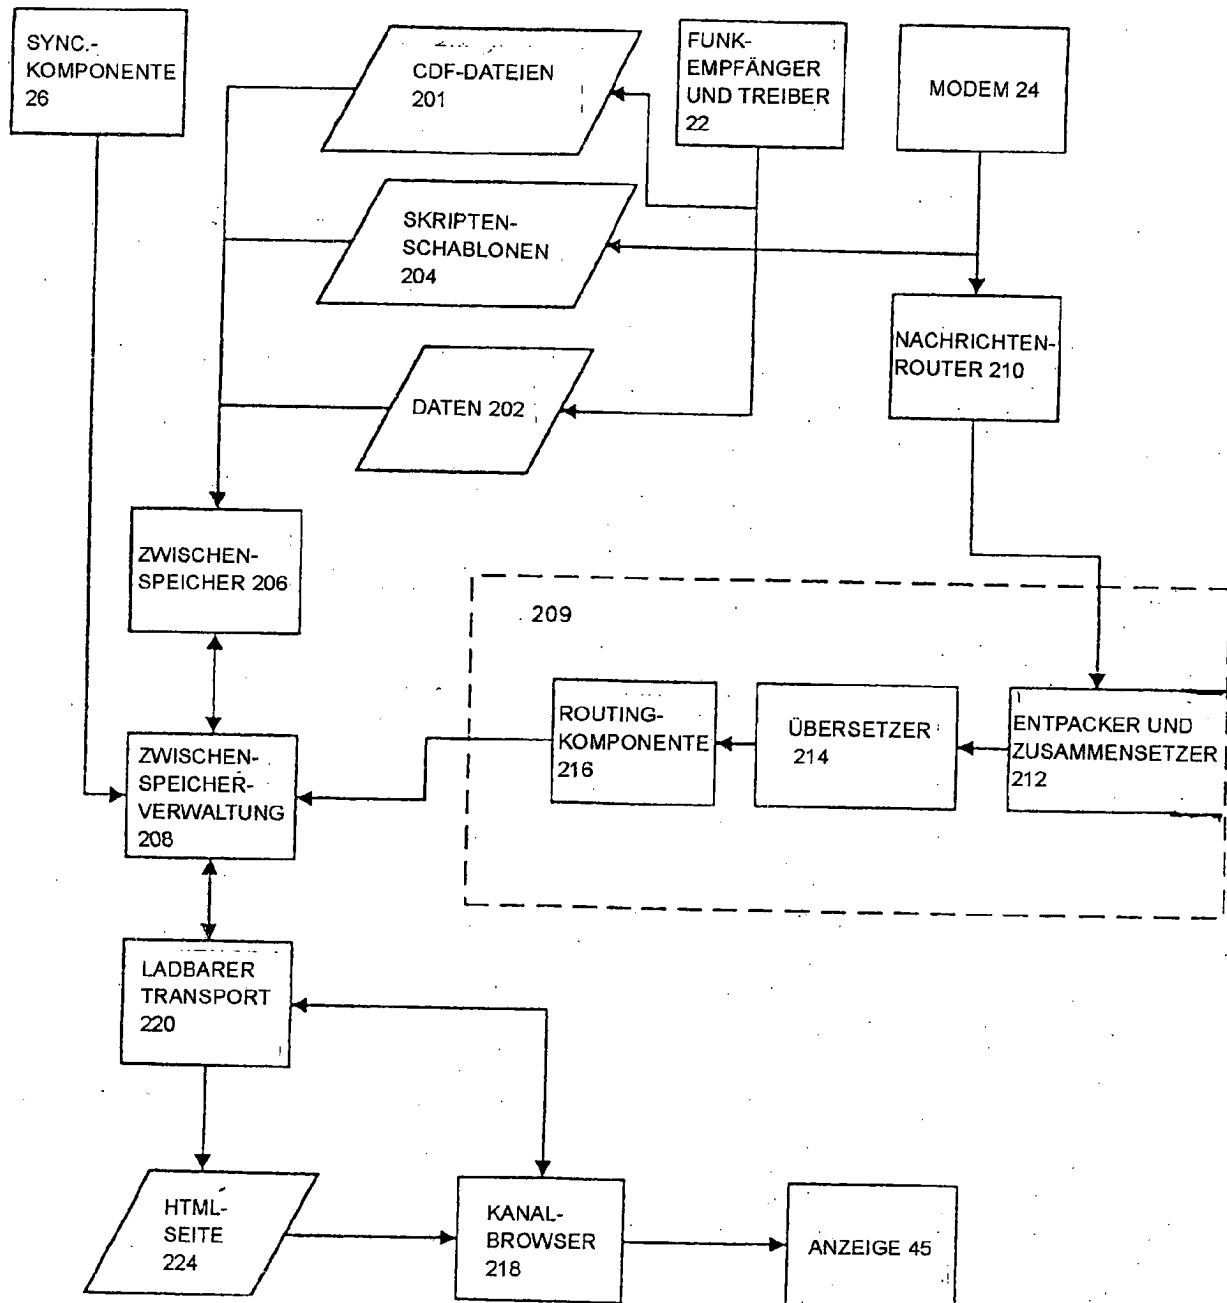 SYNC.-
KOMPONENTE
26
CDF-DATEIEN
201
FUNK-
EMPFÄNGER
UND TREIBER
22
MODEM 24
SKRIPTEN-
SCHABLONEN
204
NACHRICHTEN-
ROUTER 210
DATEN 202
ZWISCHEN-
SPEICHER 206
209
ROUTING-
KOMPONENTE
216
ÜBERSETZER
214
ENTPACKER UND
ZUSAMMENSETZER
212
ZWISCHEN-
SPEICHER-
VERWALTUNG
208
LADBARER
TRANSPORT
220
HTML-
SEITE
224
KANAL-
BROWSER
218
ANZEIGE 45